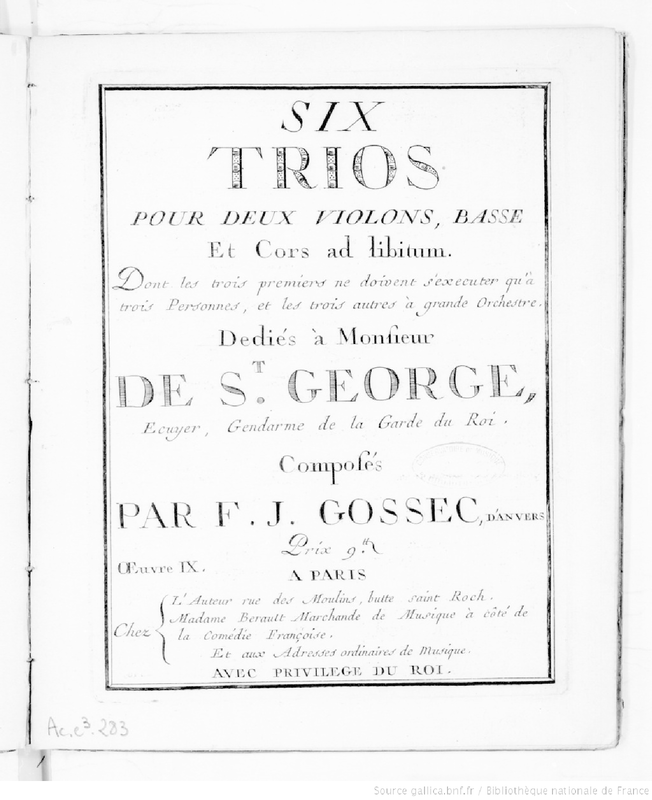 SIX
TRIOS
POUR DEUX VIOLONS, BASSE
Et Cors ad libitum.
Dont les trois premiers ne doivent s'executer qu'à
trois Personnes, et les trois autres à grande Orchestre.
Dediés à Monsieur
DE S.T GEORGE,
Ecuyer, Gendarme de la Garde du Roi.
Composés
PAR F. J. GOSSEC, D'ANVERS
Prix 9.tt
Œuvre IX.
A PARIS
Chez
L'Auteur rue des Moulins, butte saint Roch.
Madame Berault Marchande de Musique à côté de
la Comédie Françoise.
Et aux Adresses ordinaires de Musique.
AVEC PRIVILEGE DU ROI.
Ac.e3.283
Source gallica.bnf.fr / Bibliothèque nationale de France